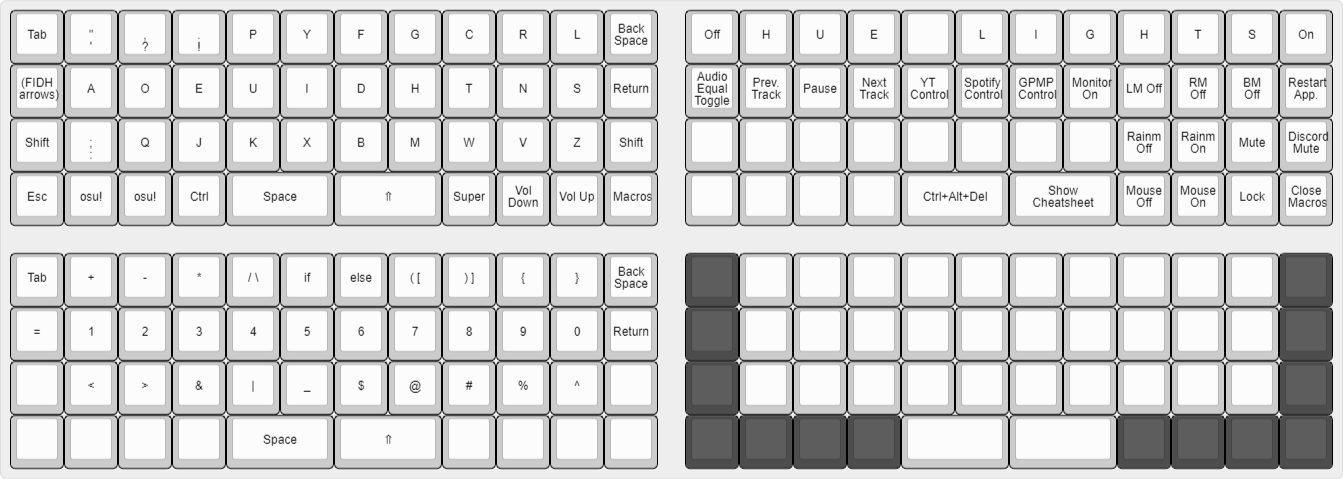 Tab " , . P Y F G C R L Back Space
' ? !
(FIDH arrows) A O E U I D H T N S Return
Shift ; Q J K X B M W V Z Shift
:
Esc osu! osu! Ctrl Space ⇑ Super Vol Down Vol Up Macros
Off H U E L I G H T S On
Audio Equal Toggle Prev. Track Pause Next Track YT Control Spotify Control GPMP Control Monitor On LM Off RM Off BM Off Restart App.
Rainm Off Rainm On Mute Discord Mute
Ctrl+Alt+Del Show Cheatsheet Mouse Off Mouse On Lock Close Macros
Tab + - * / \ if else ( [ ) ] { } Back Space
= 1 2 3 4 5 6 7 8 9 0 Return
< > & | _ $ @ # % ^
Space ⇑